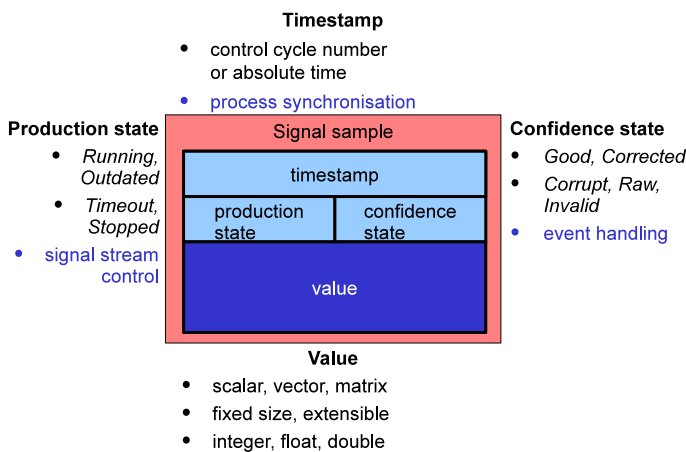 Timestamp
• control cycle number
or absolute time
• process synchronisation
Production state
• Running,
Outdated
• Timeout,
Stopped
• signal stream
control
Signal sample
timestamp
production
state
confidence
state
value
Confidence state
• Good, Corrected
• Corrupt, Raw,
Invalid
• event handling
Value
• scalar, vector, matrix
• fixed size, extensible
• integer, float, double